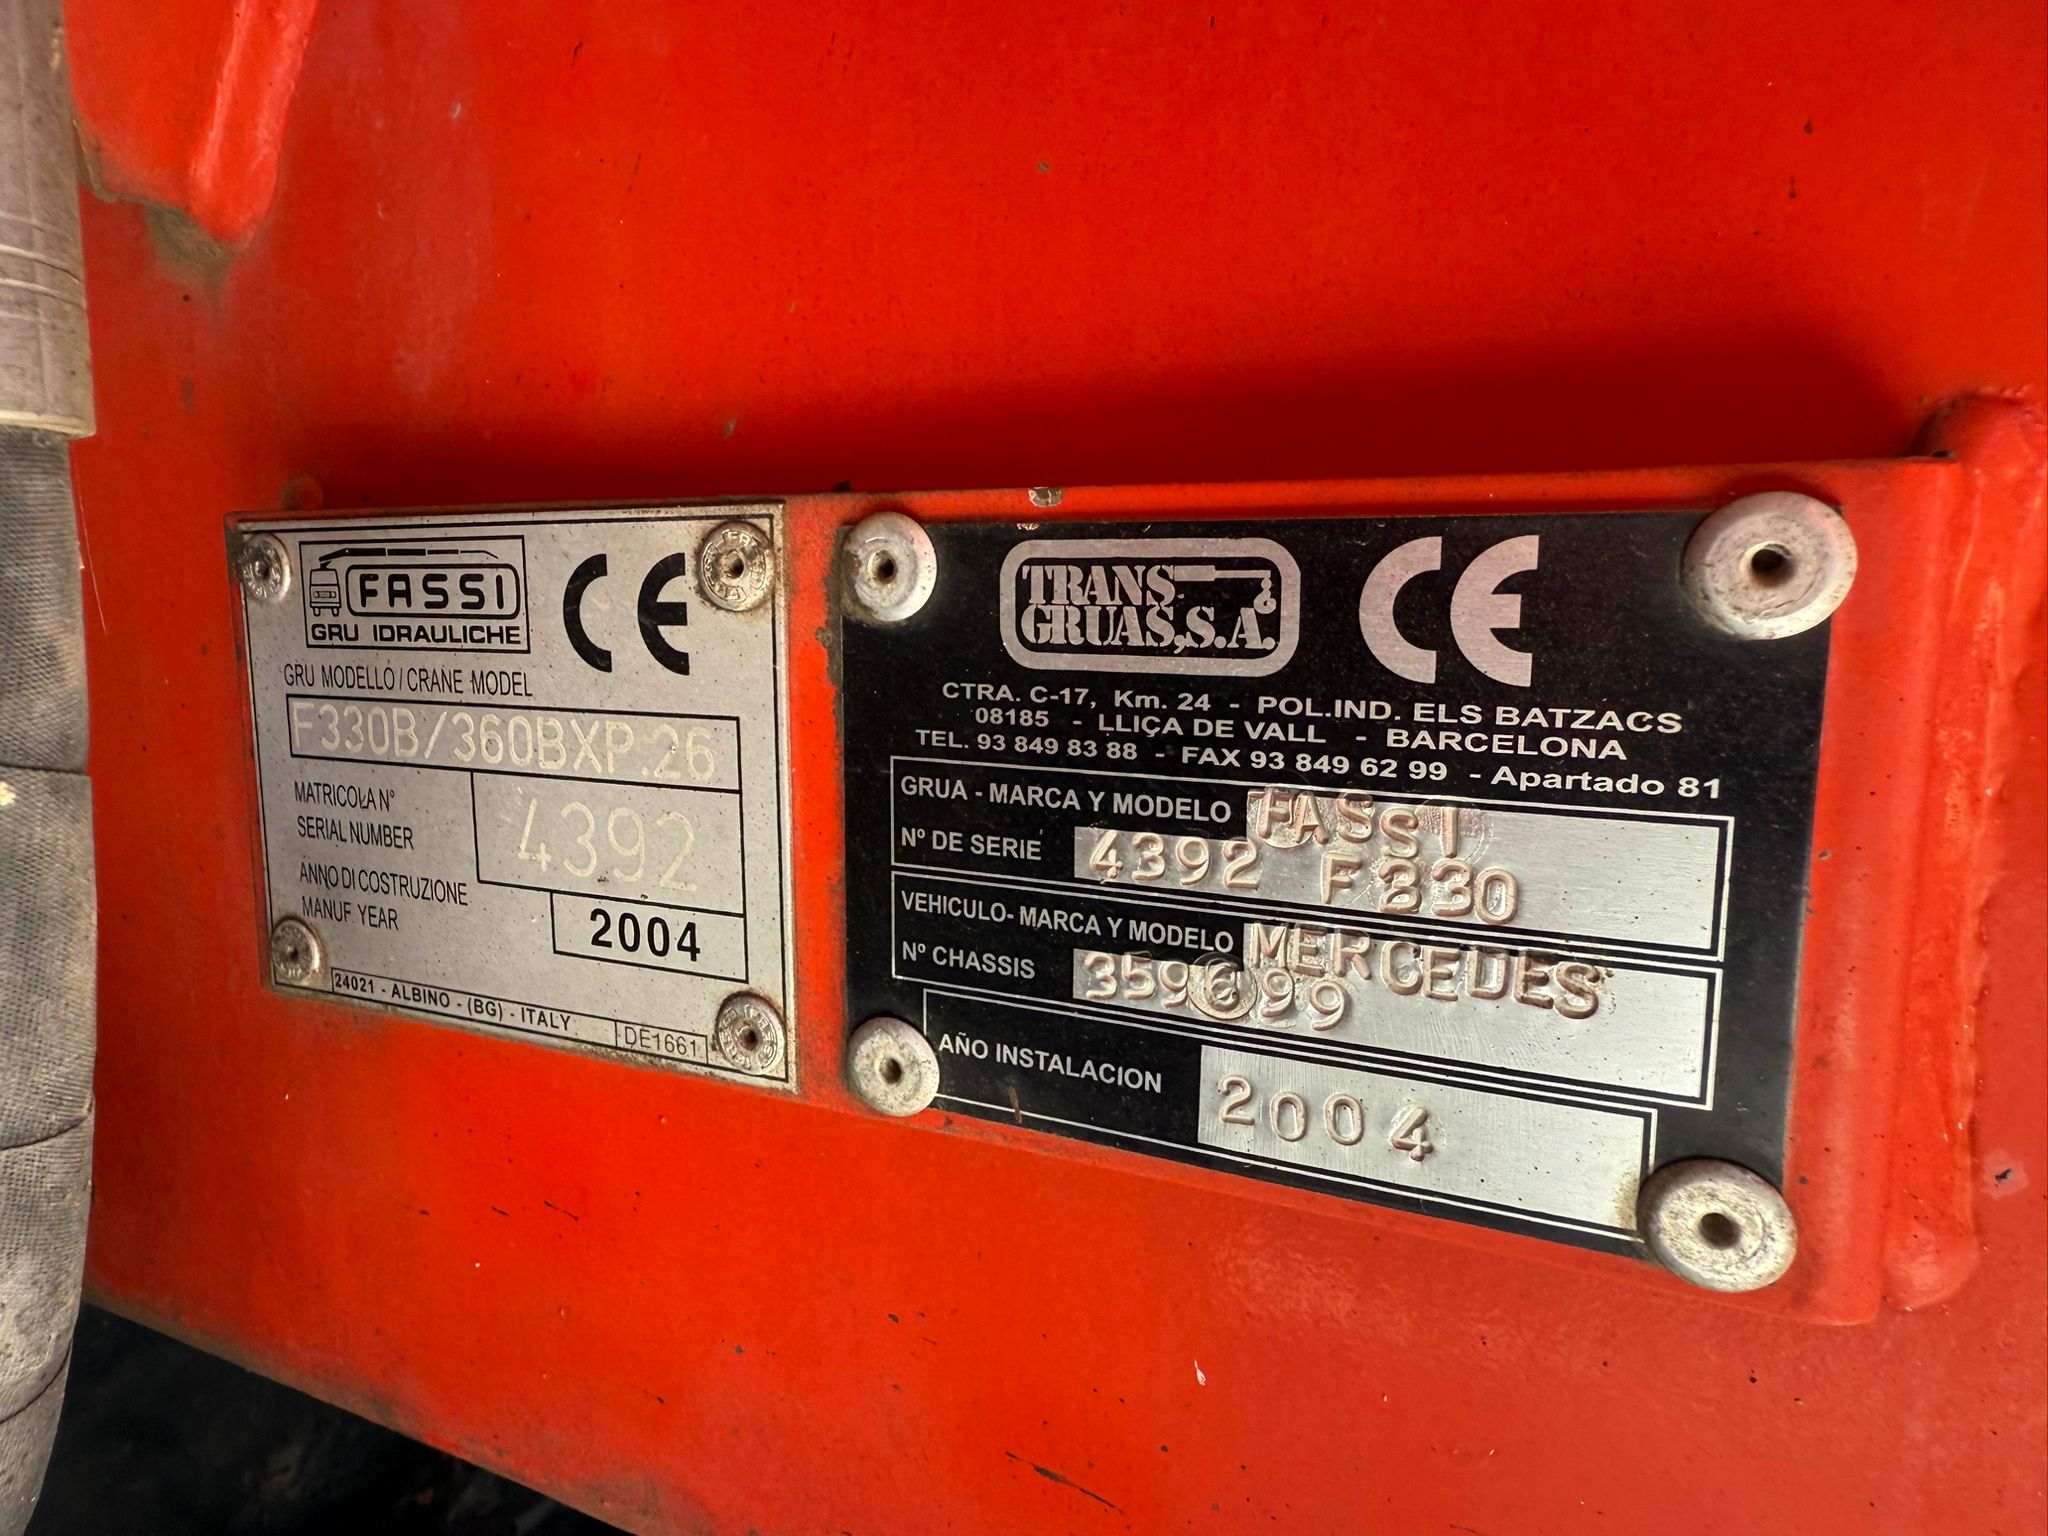 FASSI
GRU IDRAULICHE
CE
GRU MODELLO / CRANE MODEL
F330B/360BXP.26
MATRICOLA N°
SERIAL NUMBER
4392
ANNO DI COSTRUZIONE
MANUF. YEAR
2004
24021 - ALBINO - (BG) - ITALY
DE1661
TRANS
GRUAS,S.A.
CE
CTRA. C-17, Km. 24 - POL.IND. ELS BATZACS
08185 - LLIÇA DE VALL - BARCELONA
TEL. 93 849 83 88 - FAX 93 849 62 99 - Apartado 81
GRUA - MARCA Y MODELO FASSI
Nº DE SERIE 4392 F330
VEHICULO- MARCA Y MODELO MERCEDES
Nº CHASSIS 359699
AÑO INSTALACION 2004